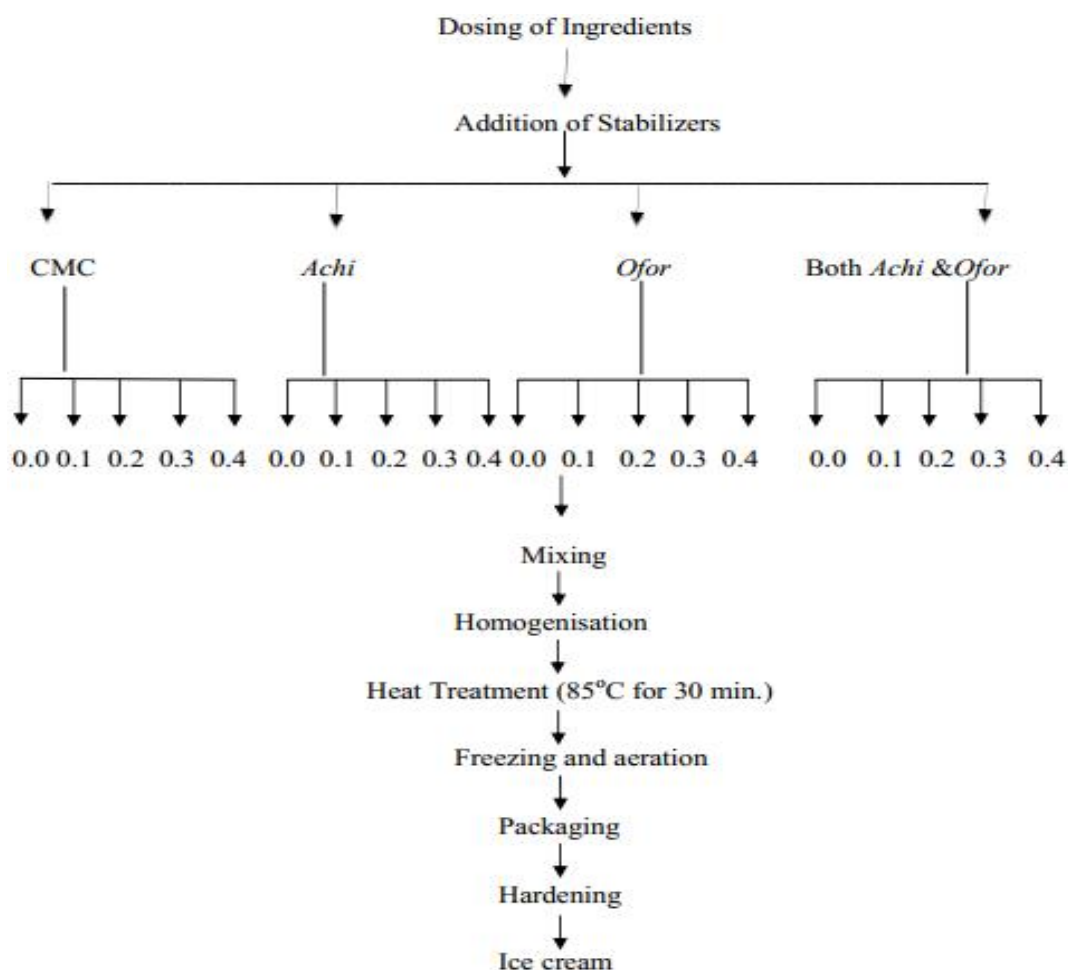 Dosing of Ingredients
Addition of Stabilizers
CMC Achi Ofor Both Achi &Ofor
0.0 0.1 0.2 0.3 0.4 0.0 0.1 0.2 0.3 0.4 0.0 0.1 0.2 0.3 0.4 0.0 0.1 0.2 0.3 0.4
Mixing
Homogenisation
Heat Treatment (85°C for 30 min.)
Freezing and aeration
Packaging
Hardening
Ice cream